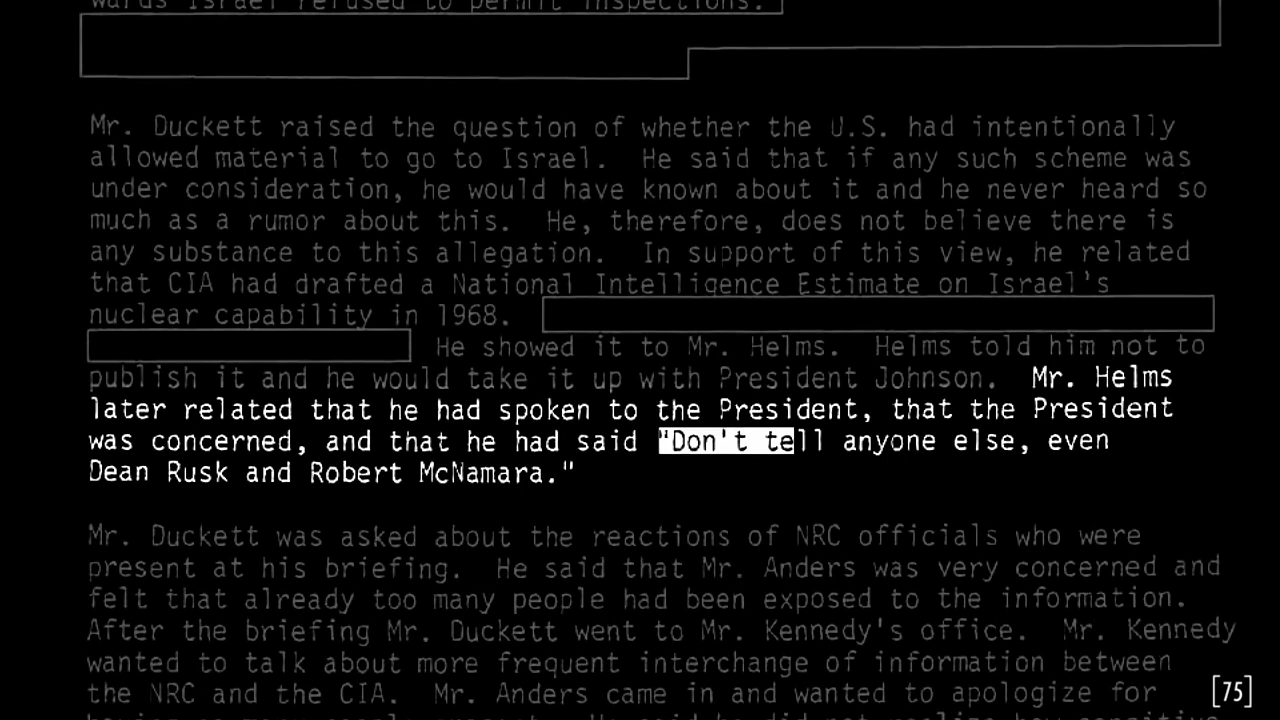 wards Israel refused to permit inspections.
Mr. Duckett raised the question of whether the U.S. had intentionally
allowed material to go to Israel. He said that if any such scheme was
under consideration, he would have known about it and he never heard so
much as a rumor about this. He, therefore, does not believe there is
any substance to this allegation. In support of this view, he related
that CIA had drafted a National Intelligence Estimate on Israel's
nuclear capability in 1968.
He showed it to Mr. Helms. Helms told him not to
publish it and he would take it up with President Johnson. Mr. Helms
later related that he had spoken to the President, that the President
was concerned, and that he had said "Don't tell anyone else, even
Dean Rusk and Robert McNamara."
Mr. Duckett was asked about the reactions of NRC officials who were
present at his briefing. He said that Mr. Anders was very concerned and
felt that already too many people had been exposed to the information.
After the briefing Mr. Duckett went to Mr. Kennedy's office. Mr. Kennedy
wanted to talk about more frequent interchange of information between
the NRC and the CIA. Mr. Anders came in and wanted to apologize for
[75]